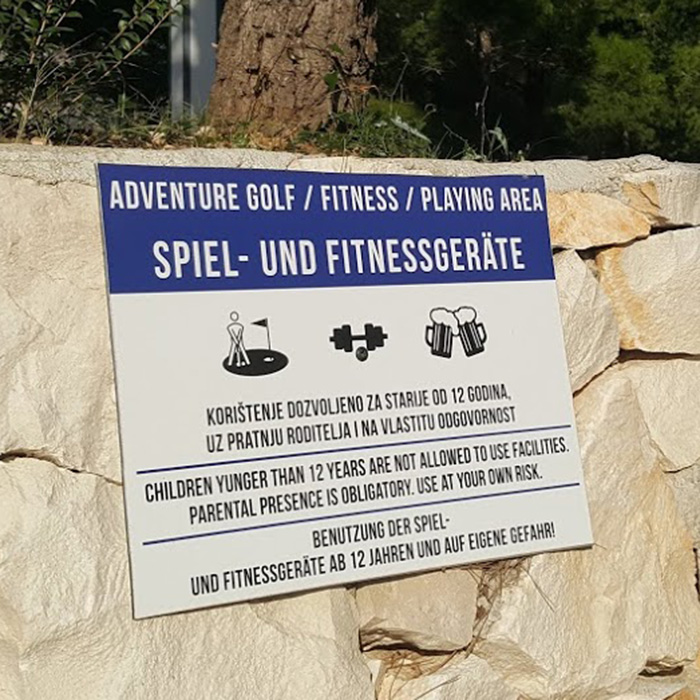 ADVENTURE GOLF / FITNESS / PLAYING AREA
SPIEL- UND FITNESSGERÄTE
KORIŠTENJE DOZVOLJENO ZA STARIJE OD 12 GODINA,
UZ PRATNJU RODITELJA I NA VLASTITU ODGOVORNOST
CHILDREN YUNGER THAN 12 YEARS ARE NOT ALLOWED TO USE FACILITIES.
PARENTAL PRESENCE IS OBLIGATORY. USE AT YOUR OWN RISK.
BENUTZUNG DER SPIEL-
UND FITNESSGERÄTE AB 12 JAHREN UND AUF EIGENE GEFAHR!